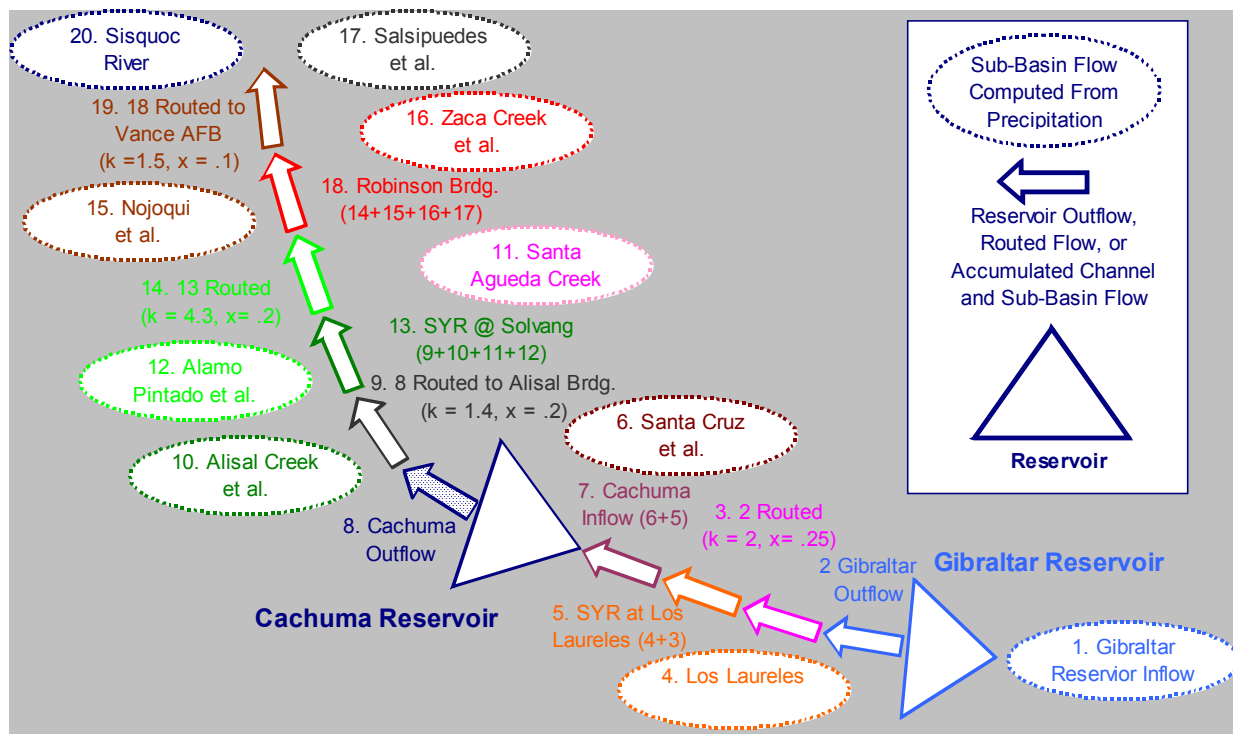 20. Sisquoc
River
17. Salsipuedes
et al.
19. 18 Routed to
Vance AFB
(k =1.5, x = .1)
16. Zaca Creek
et al.
18. Robinson Brdg.
(14+15+16+17)
15. Nojoqui
et al.
11. Santa
Agueda Creek
14. 13 Routed
(k = 4.3, x= .2)
13. SYR @ Solvang
(9+10+11+12)
12. Alamo
Pintado et al.
9. 8 Routed to Alisal Brdg.
(k = 1.4, x = .2)
10. Alisal Creek
et al.
6. Santa Cruz
et al.
7. Cachuma
Inflow (6+5)
8. Cachuma
Outflow
3. 2 Routed
(k = 2, x= .25)
Cachuma Reservoir
5. SYR at Los
Laureles (4+3)
4. Los Laureles
2 Gibraltar
Outflow
Gibraltar Reservoir
1. Gibraltar
Reservior Inflow
Sub-Basin Flow
Computed From
Precipitation
Reservoir Outflow,
Routed Flow, or
Accumulated Channel
and Sub-Basin Flow
Reservoir